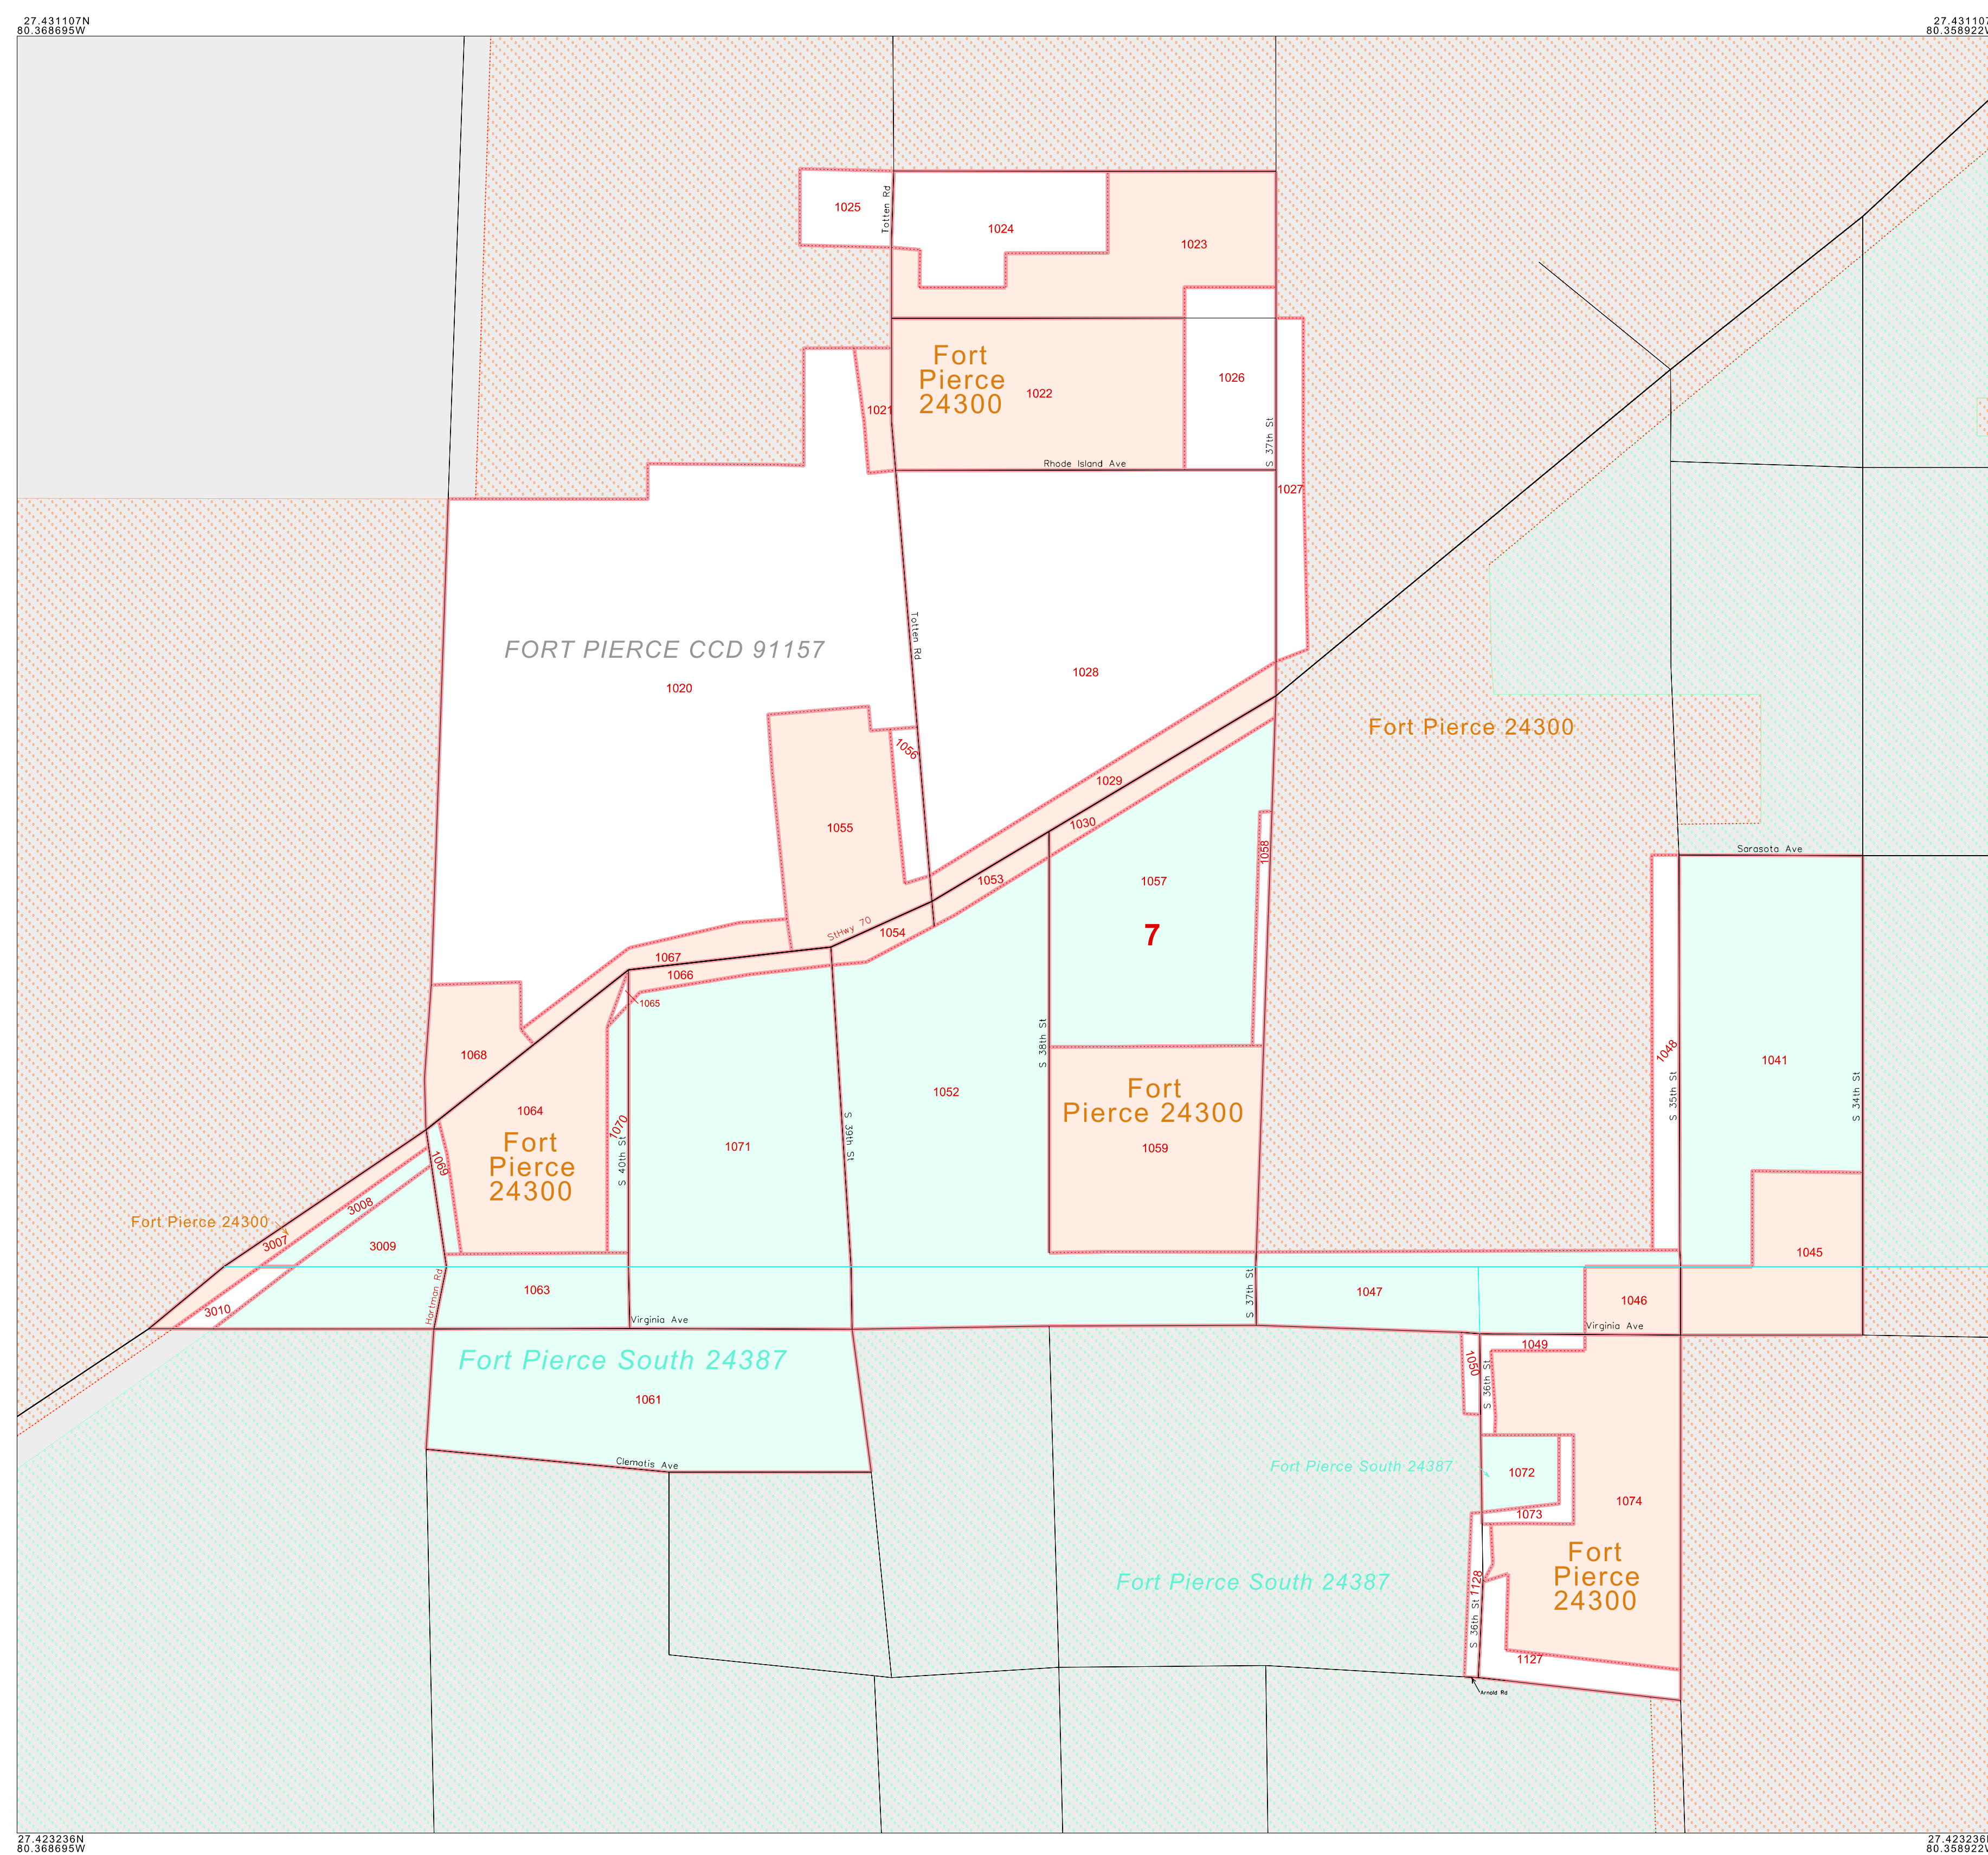 27.431107N
80.368695W
27.431107
80.358922W
1025
Totten Rd
1024
1023
Fort
Pierce
24300
1021
1022
1026
S 37th St
Rhode Island Ave
1027
Totten Rd
FORT PIERCE CCD 91157
1020
1028
Fort Pierce 24300
1056
1029
1030
1055
1053
1058
1057
7
Sarasota Ave
StHwy 70
1054
1067
1066
1065
1068
1064
Fort
Pierce
24300
1070
S 40th St
1071
S 39th St
1052
S 38th St
Fort
Pierce 24300
1059
1048
S 35th St
1041
S 34th St
1069
3008
Fort Pierce 24300
3007
3009
3010
Hartman Rd
1063
Virginia Ave
S 37th St
1047
1046
1045
Virginia Ave
Fort Pierce South 24387
1061
Clematis Ave
1050
S 36th St
1049
Fort Pierce South 24387
1072
1073
1074
Fort
Pierce
24300
Fort Pierce South 24387
1128
S 36th St
1127
Arnold Rd
27.423236N
80.368695W
27.423236N
80.358922W